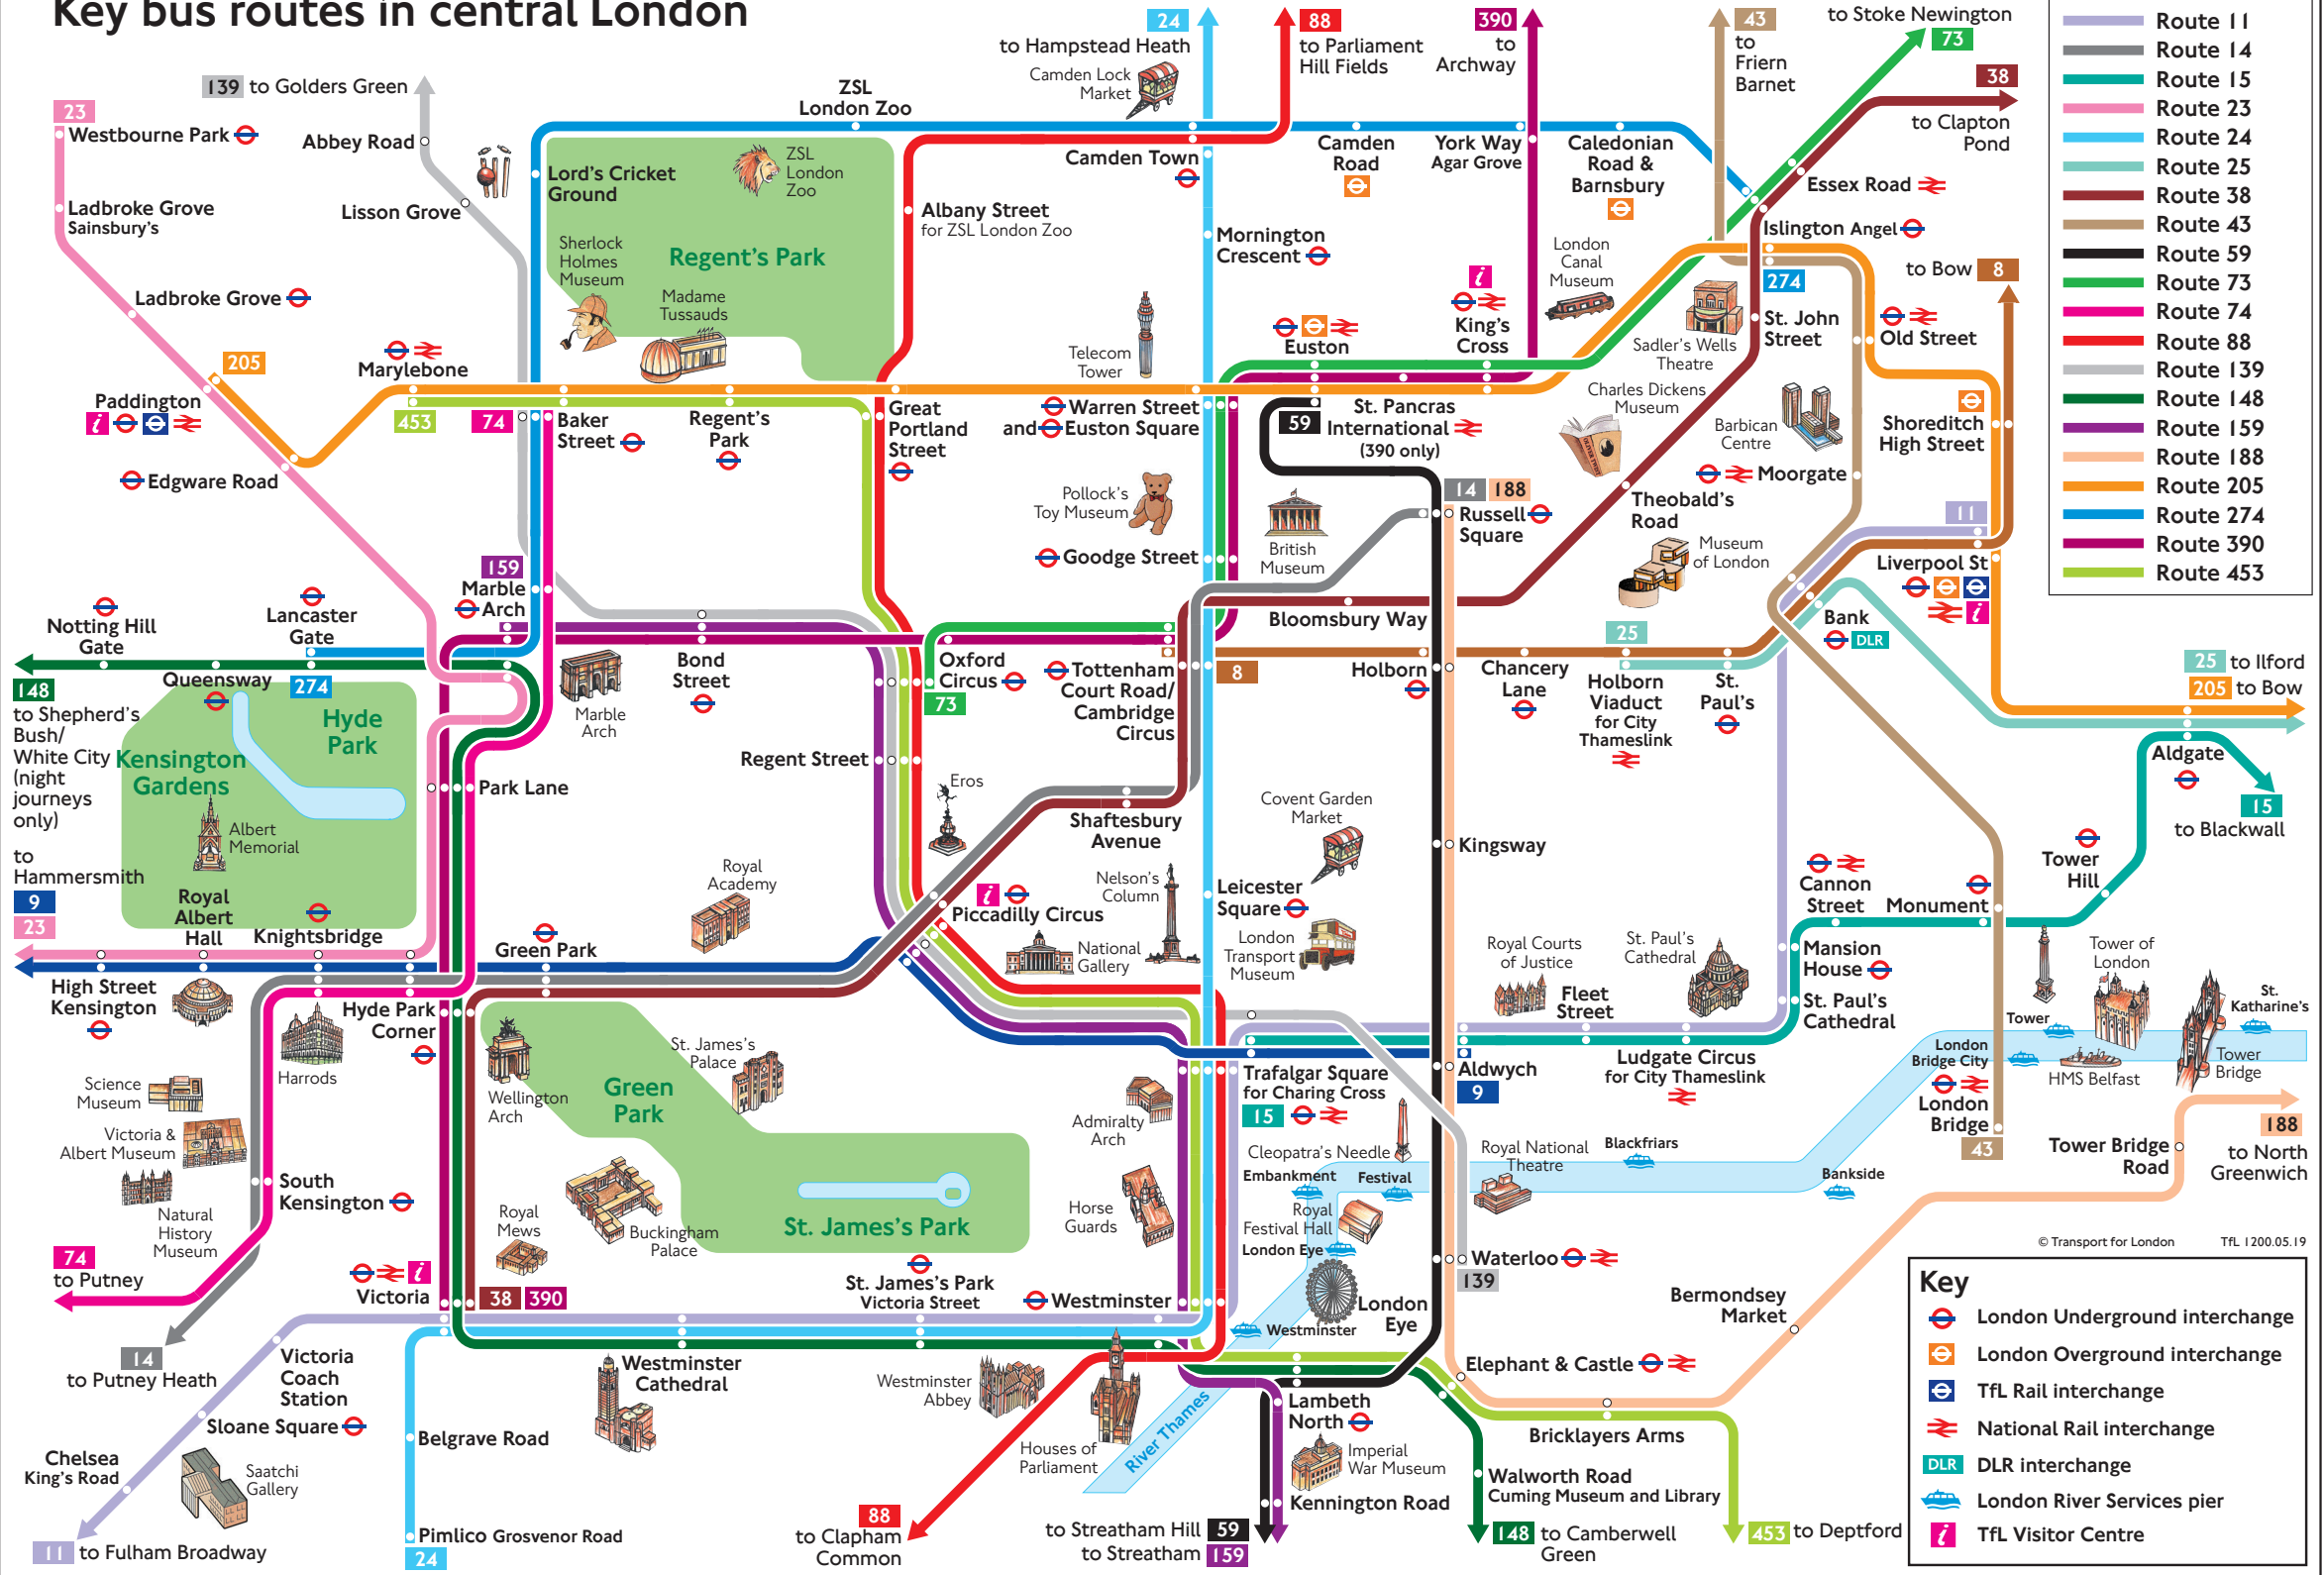 Key bus routes in central London
24
to Hampstead Heath
88
to Parliament
Hill Fields
390
to
Archway
43
to
Friern
Barnet
to Stoke Newington
73
38
to Clapton
Pond
139 to Golders Green
23
Westbourne Park
Abbey Road
ZSL
London Zoo
Camden Lock
Market
Lord's Cricket
Ground
ZSL
London
Zoo
Camden Town
Camden
Road
York Way
Agar Grove
Caledonian
Road &
Barnsbury
Essex Road
Ladbroke Grove
Sainsbury's
Lisson Grove
Albany Street
for ZSL London Zoo
Mornington
Crescent
Islington Angel
Sherlock
Holmes
Museum
Regent's Park
Madame
Tussauds
London
Canal
Museum
274
to Bow 8
Ladbroke Grove
205
Marylebone
Telecom
Tower
Euston
King's
Cross
Sadler's Wells
Theatre
St. John
Street
Old Street
Paddington
453
74
Baker
Street
Regent's
Park
Great
Portland
Street
Warren Street
and Euston Square
59
St. Pancras
International
(390 only)
Charles Dickens
Museum
OLIVER TWIST
Barbican
Centre
Shoreditch
High Street
Edgware Road
Moorgate
Pollock's
Toy Museum
14 188
Russell
Square
Theobald's
Road
11
Goodge Street
British
Museum
Museum
of London
Liverpool St
159
Marble
Arch
Notting Hill
Gate
Lancaster
Gate
Bloomsbury Way
Bank
DLR
25
148
to Shepherd's
Bush/
White City
(night
journeys
only)
Queensway
274
Hyde
Park
Kensington
Gardens
Marble
Arch
Bond
Street
Oxford
Circus
73
Tottenham
Court Road/
Cambridge
Circus
8
Holborn
Chancery
Lane
Holborn
Viaduct
for City
Thameslink
St.
Paul's
25 to Ilford
205 to Bow
Aldgate
15
to Blackwall
Regent Street
Park Lane
Eros
Shaftesbury
Avenue
Covent Garden
Market
Kingsway
Albert
Memorial
to
Hammersmith
9
23
Royal
Albert
Hall
Knightsbridge
Royal
Academy
Green Park
Piccadilly Circus
Nelson's
Column
National
Gallery
Leicester
Square
London
Transport
Museum
Royal Courts
of Justice
Fleet
Street
St. Paul's
Cathedral
Cannon
Street
Monument
Tower
Hill
Mansion
House
St. Paul's
Cathedral
Tower of
London
St.
Katharine's
Tower
High Street
Kensington
Hyde Park
Corner
Harrods
Wellington
Arch
St. James's
Palace
Green
Park
Science
Museum
Victoria &
Albert Museum
Natural
History
Museum
South
Kensington
Admiralty
Arch
Trafalgar Square
for Charing Cross
15
Aldwych
9
Ludgate Circus
for City Thameslink
London
Bridge City
London
Bridge
43
HMS Belfast
Tower
Bridge
188
to North
Greenwich
Tower Bridge
Road
Cleopatra's Needle
Embankment
Festival
Royal National
Theatre
Blackfriars
Bankside
Royal
Mews
Buckingham
Palace
St. James's Park
Horse
Guards
Royal
Festival Hall
London Eye
Waterloo
139
74
to Putney
14
to Putney Heath
Victoria
38 390
St. James's Park
Victoria Street
Westminster
Westminster
London
Eye
Bermondsey
Market
Victoria
Coach
Station
Sloane Square
Chelsea
King's Road
Saatchi
Gallery
11 to Fulham Broadway
Belgrave Road
Pimlico Grosvenor Road
24
Westminster
Cathedral
Westminster
Abbey
Houses of
Parliament
River Thames
88
to Clapham
Common
Lambeth
North
Imperial
War Museum
Kennington Road
to Streatham Hill 59
to Streatham 159
Elephant & Castle
Bricklayers Arms
Walworth Road
Cuming Museum and Library
148 to Camberwell
Green
453 to Deptford
Route 11
Route 14
Route 15
Route 23
Route 24
Route 25
Route 38
Route 43
Route 59
Route 73
Route 74
Route 88
Route 139
Route 148
Route 159
Route 188
Route 205
Route 274
Route 390
Route 453
© Transport for London
TfL 1200.05.19
Key
London Underground interchange
London Overground interchange
TfL Rail interchange
National Rail interchange
DLR DLR interchange
London River Services pier
TfL Visitor Centre